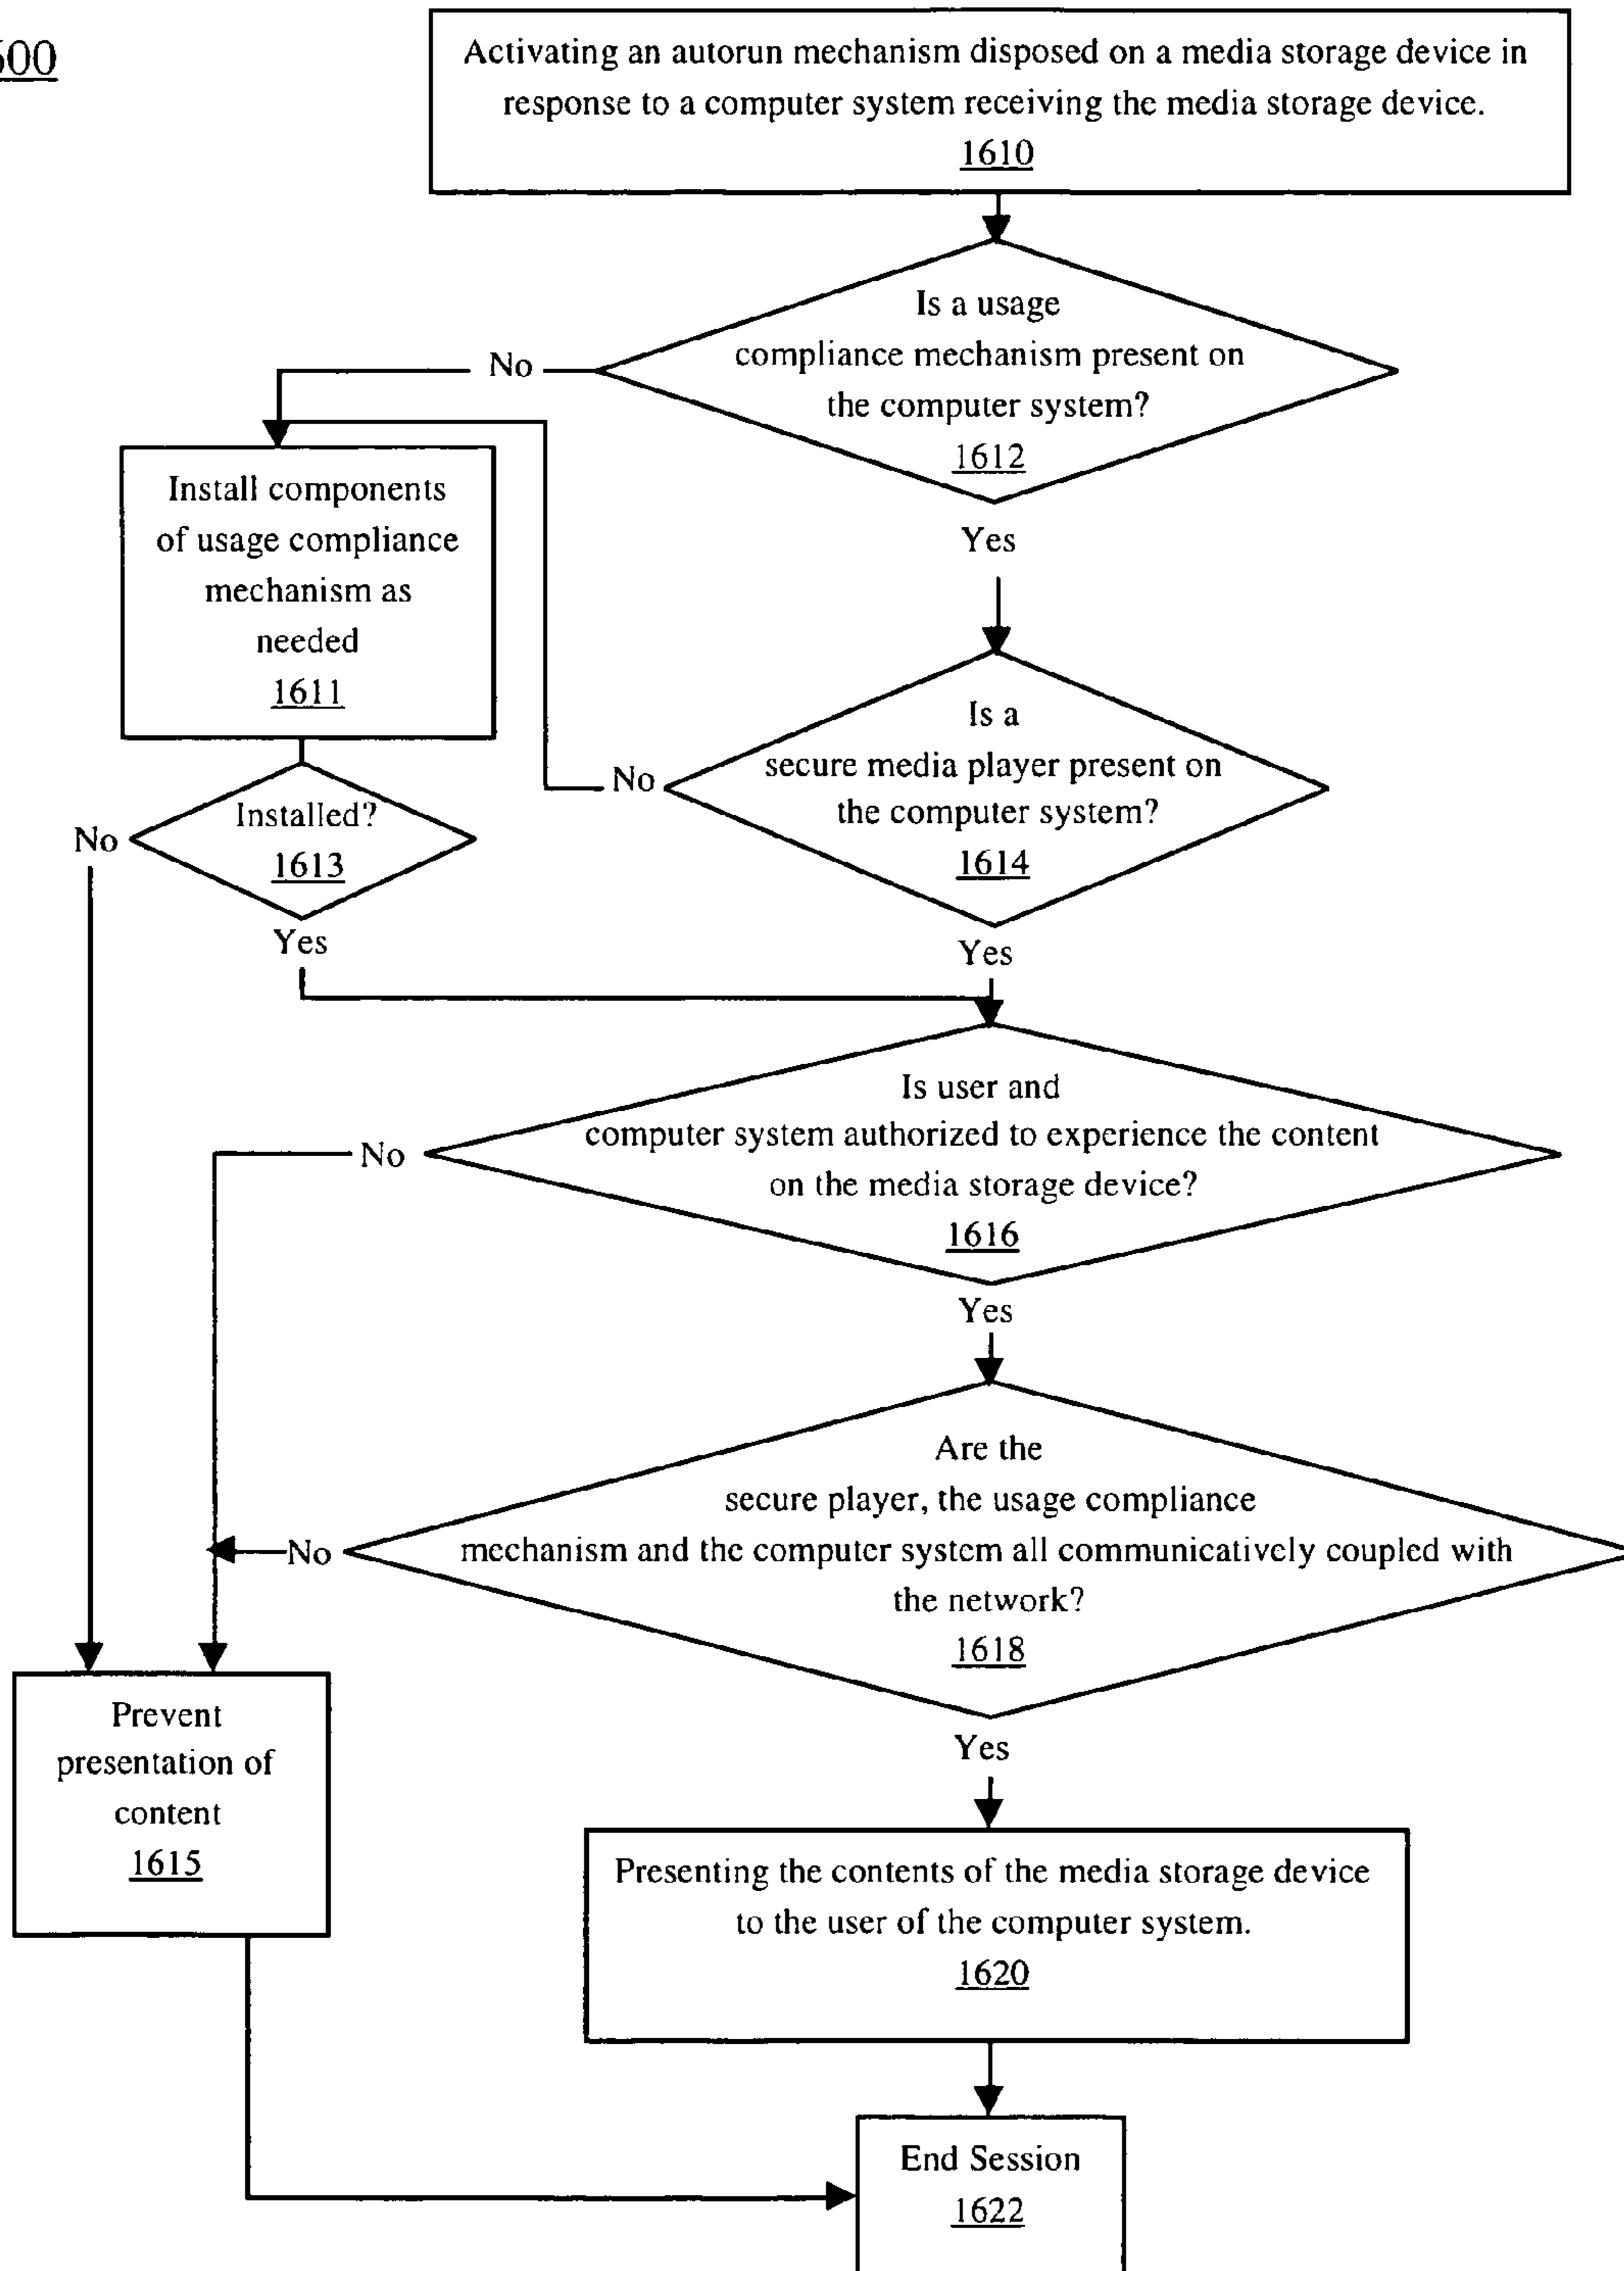 600
Activating an autorun mechanism disposed on a media storage device in
response to a computer system receiving the media storage device.
1610
Is a usage
compliance mechanism present on
the computer system?
1612
No
Yes
Install components
of usage compliance
mechanism as
needed
1611
Is a
secure media player present on
the computer system?
1614
No
Yes
Installed?
1613
No
Yes
Is user and
computer system authorized to experience the content
on the media storage device?
1616
No
Yes
Are the
secure player, the usage compliance
mechanism and the computer system all communicatively coupled with
the network?
1618
No
Yes
Prevent
presentation of
content
1615
Presenting the contents of the media storage device
to the user of the computer system.
1620
End Session
1622